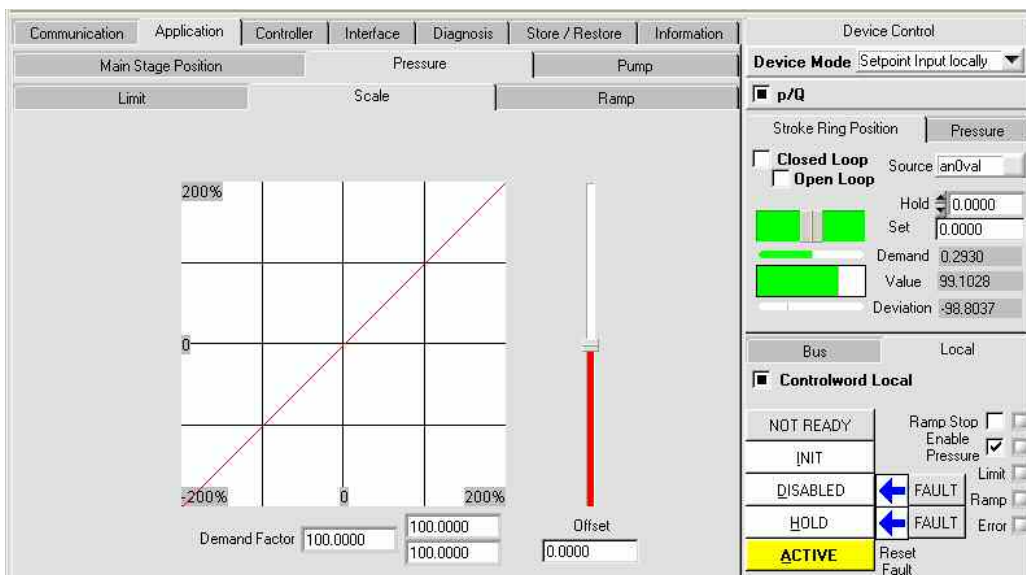 Communication Application Controller Interface Diagnosis Store / Restore Information
Main Stage Position Pressure Pump
Limit Scale Ramp
200%
0
-200% 0 200%
Demand Factor 100.0000 100.0000
100.0000
Offset
0.0000
Device Control
Device Mode Setpoint Input locally
p/Q
Stroke Ring Position Pressure
Closed Loop
Open Loop
Source an0val
Hold 0.0000
Set 0.0000
Demand 0.2930
Value 99.1028
Deviation -98.8037
Bus Local
Controlword Local
NOT READY
INIT
DISABLED
HOLD
ACTIVE
Ramp Stop
Enable
Pressure
Limit
FAULT
Ramp
FAULT
Error
Reset
Fault